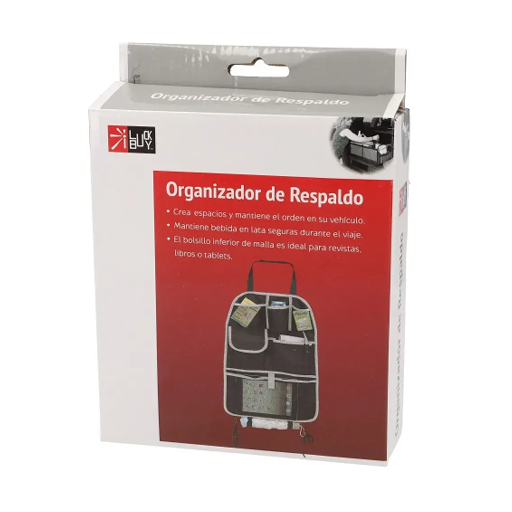 Organizador de Respaldo
LUCK
BUY
Organizador de Respaldo
• Crea espacios y mantiene el orden en su vehículo.
• Mantiene bebida en lata seguras durante el viaje.
• El bolsillo inferior de malla es ideal para revistas,
libros o tablets.
Organizador de Respaldo